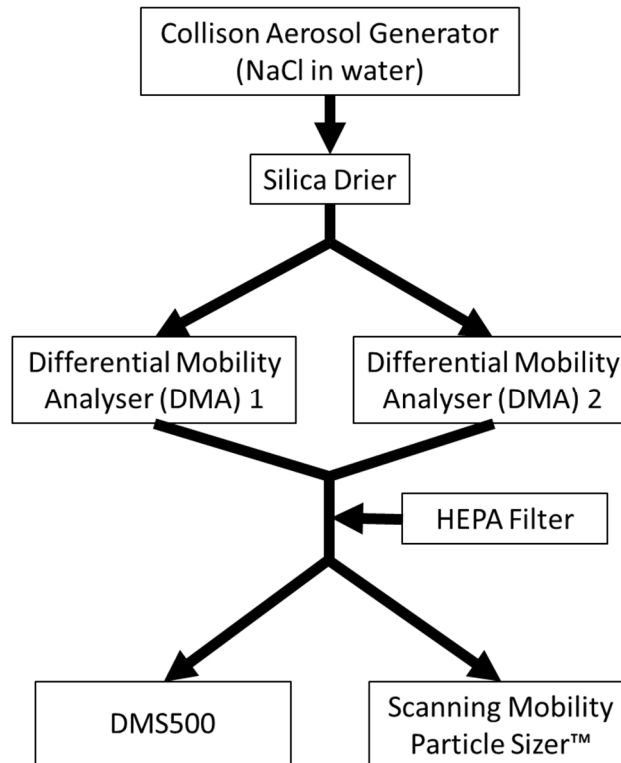 Collison Aerosol Generator
(NaCl in water)
Silica Drier
Differential Mobility
Analyser (DMA) 1
Differential Mobility
Analyser (DMA) 2
HEPA Filter
DMS500
Scanning Mobility
Particle Sizer™